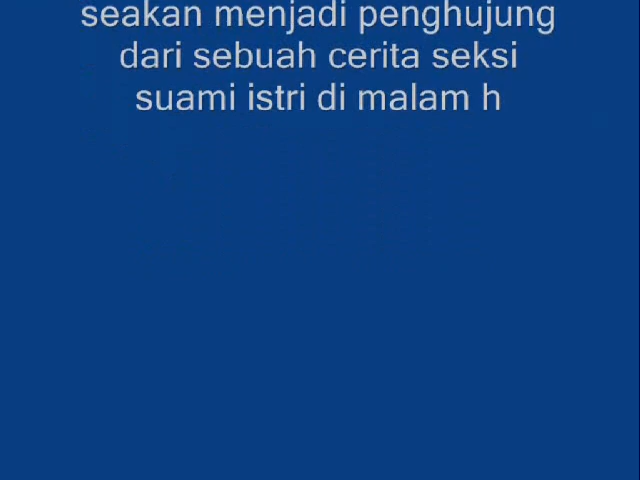 seakan menjadi penghujung
dari sebuah cerita seksi
suami istri di malam h